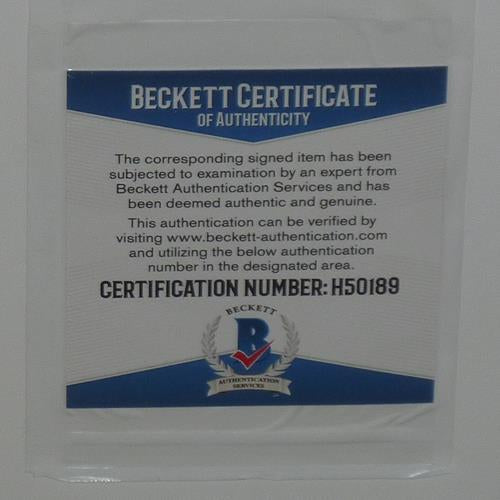 BECKETT CERTIFICATE
OF AUTHENTICITY
The corresponding signed item has been
subjected to examination by an expert from
Beckett Authentication Services and has
been deemed authentic and genuine.
This authentication can be verified by
visiting www.beckett-authentication.com
and utilizing the below authentication
number in the designated area.
CERTIFICATION NUMBER: H50189
BECKETT
B
AUTHENTICATION
SERVICES